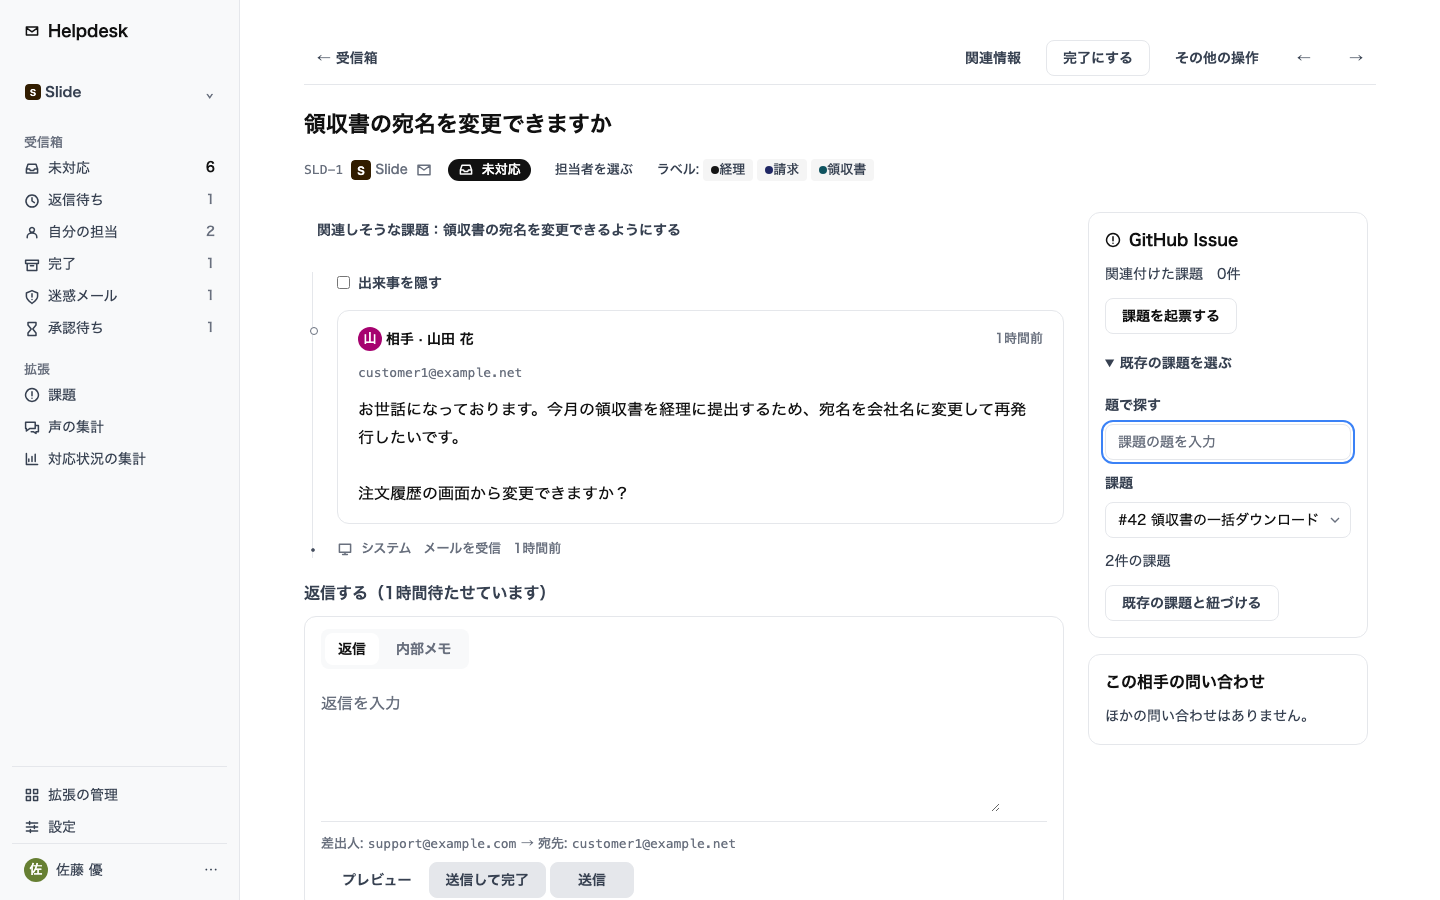 Helpdesk
S Slide
受信箱
未対応 6
返信待ち 1
自分の担当 2
完了 1
迷惑メール 1
承認待ち 1
拡張
課題
声の集計
対応状況の集計
拡張の管理
設定
佐 佐藤 優 …
← 受信箱
関連情報 完了にする その他の操作 ← →
領収書の宛名を変更できますか
SLD-1 S Slide 未対応 担当者を選ぶ ラベル: 経理 請求 領収書
関連しそうな課題：領収書の宛名を変更できるようにする
出来事を隠す
山 相手 · 山田 花 1時間前
customer1@example.net
お世話になっております。今月の領収書を経理に提出するため、宛名を会社名に変更して再発
行したいです。
注文履歴の画面から変更できますか？
システム メールを受信 1時間前
返信する（1時間待たせています）
返信 内部メモ
返信を入力
差出人: support@example.com → 宛先: customer1@example.net
プレビュー 送信して完了 送信
GitHub Issue
関連付けた課題 0件
課題を起票する
▼ 既存の課題を選ぶ
題で探す
課題の題を入力
課題
#42 領収書の一括ダウンロード
2件の課題
既存の課題と紐づける
この相手の問い合わせ
ほかの問い合わせはありません。